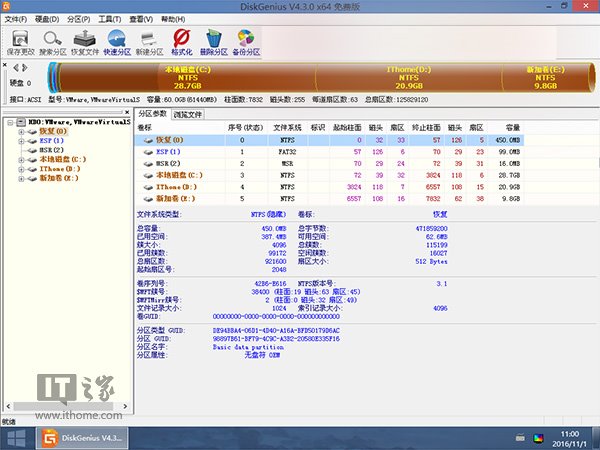 DiskGenius V4.3.0 x64 免费版
文件(F) 硬盘(D) 分区(P) 工具(T) 查看(V) 帮助(H)
保存更改 搜索分区 恢复文件 快速分区 新建分区 格式化 删除分区 备份分区
硬盘 0
本地磁盘(C:) NTFS 28.7GB
IThome(D:) NTFS 20.9GB
新加卷(E:) NTFS 9.8GB
接口:ACSI 型号:VMware,VMwareVirtualS 容量:60.0GB(61440MB) 柱面数:7832 磁头数:255 每道扇区数:63 总扇区数:125829120
HD0:VMware,VMwareVirtualS
恢复(0)
ESP(1)
MSR(2)
本地磁盘(C:)
IThome(D:)
新加卷(E:)
分区参数 浏览文件
卷标 序号(状态) 文件系统 标识 起始柱面 磁头 扇区 终止柱面 磁头 扇区 容量
恢复(0) 0 NTFS 0 32 33 57 126 5 450.0MB
ESP(1) 1 FAT32 57 126 6 70 29 23 99.0MB
MSR(2) 2 MSR 70 29 24 72 39 31 16.0MB
本地磁盘(C:) 3 NTFS 72 39 32 3824 118 6 28.7GB
IThome(D:) 4 NTFS 3824 118 7 6557 108 15 20.9GB
新加卷(E:) 5 NTFS 6557 108 16 7832 62 38 9.8GB
文件系统类型: NTFS(隐藏) 卷标: 恢复
总容量: 450.0MB 总字节数: 471859200
已用空间: 387.4MB 可用空间: 62.6MB
簇大小: 4096 总簇数: 115199
已用簇数: 99172 空闲簇数: 16027
总扇区数: 921600 扇区大小: 512 Bytes
起始扇区号: 2048
卷序列号: 42B6-E616 NTFS版本号: 3.1
$MFT簇号: 38400 (柱面:19 磁头:63 扇区:45)
$MFTMirr簇号: 2 (柱面:0 磁头:32 扇区:49)
文件记录大小: 1024 索引记录大小: 4096
卷GUID: 00000000-0000-0000-0000-000000000000
分区类型 GUID: DE94BBA4-06D1-4D40-A16A-BFD50179D6AC
分区 GUID: 98897B61-BF79-4C9C-A3B2-20580E335F16
分区名字: Basic data partition
分区属性: 无盘符 OEM
IT之家
www.ithome.com
就绪
DiskGenius V4.3...
11:00
2016/11/1